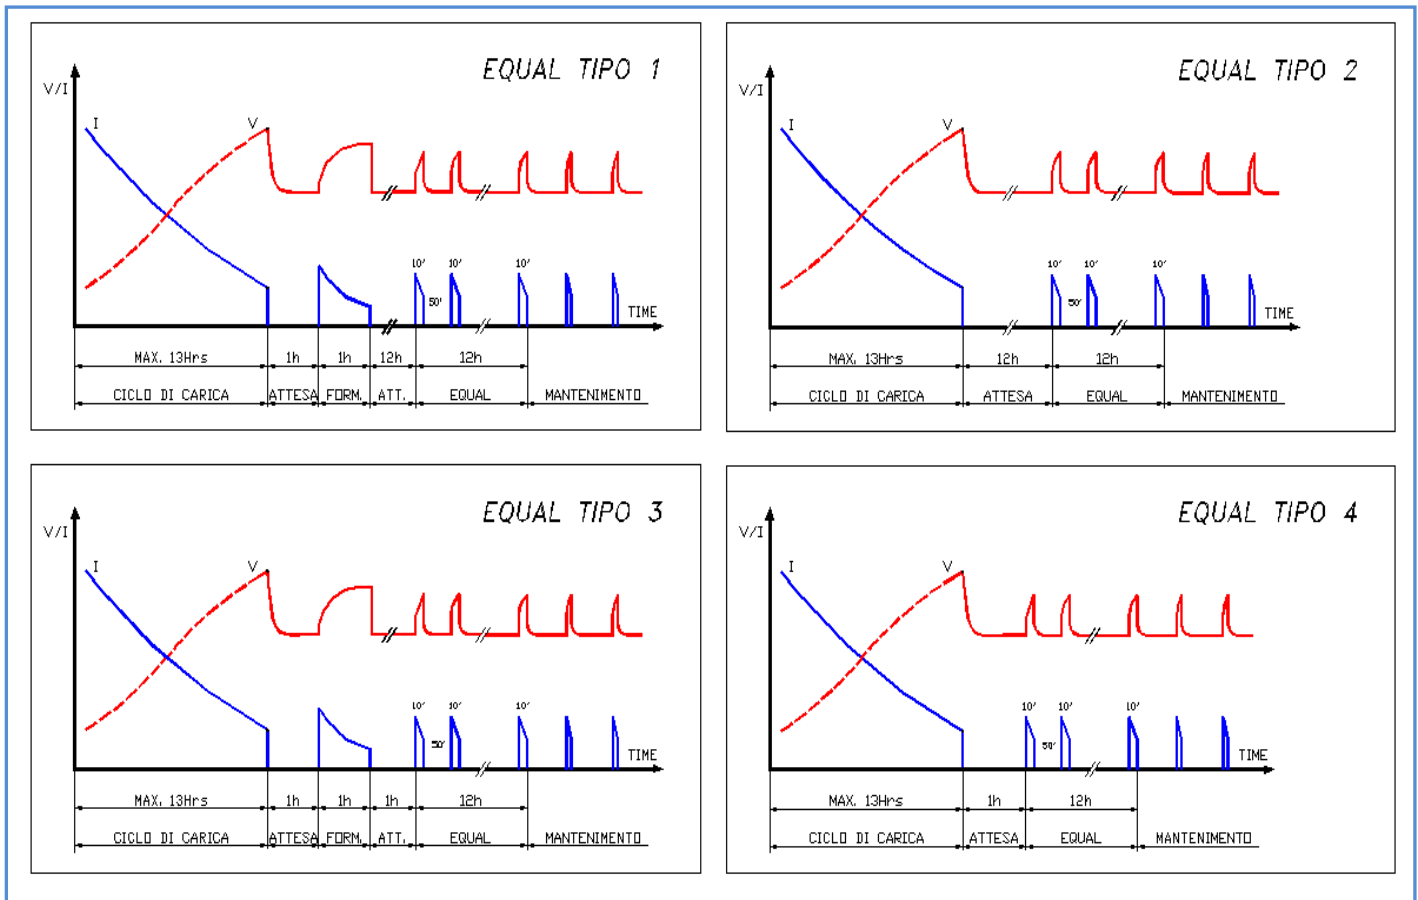 EQUAL TIPO 1
V/I
I
V
10'
10'
10'
50'
TIME
MAX. 13Hrs
1h
1h
12h
12h
CICLO DI CARICA
ATTESA
FORM.
ATT.
EQUAL
MANTENIMENTO
EQUAL TIPO 2
V/I
I
V
10'
10'
10'
50'
TIME
MAX. 13Hrs
12h
12h
CICLO DI CARICA
ATTESA
EQUAL
MANTENIMENTO
EQUAL TIPO 3
V/I
I
V
10'
10'
10'
50'
TIME
MAX. 13Hrs
1h
1h
1h
12h
CICLO DI CARICA
ATTESA
FORM.
ATT.
EQUAL
MANTENIMENTO
EQUAL TIPO 4
V/I
I
V
10'
10'
10'
50'
TIME
MAX. 13Hrs
1h
12h
CICLO DI CARICA
ATTESA
EQUAL
MANTENIMENTO